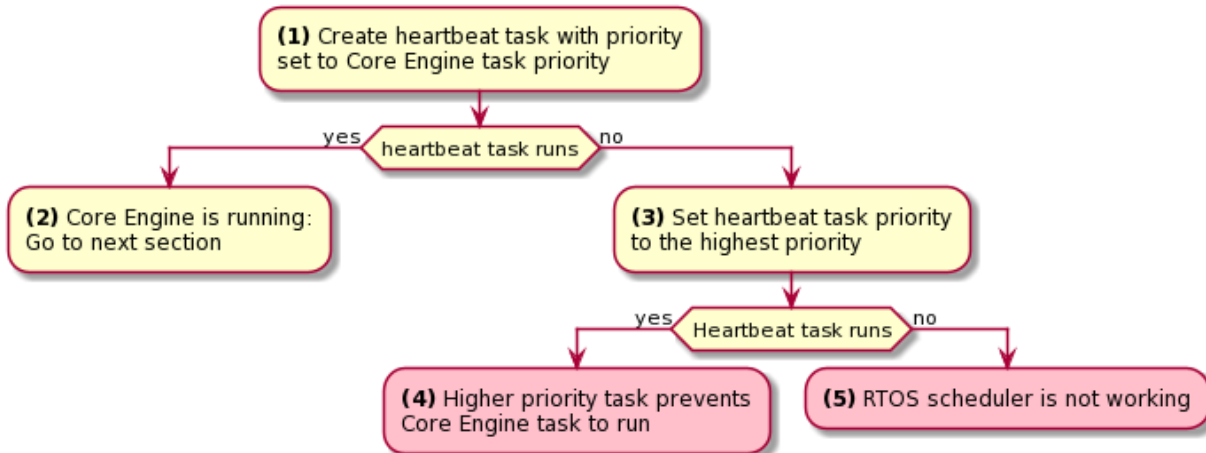 (1) Create heartbeat task with priority
set to Core Engine task priority
yes
heartbeat task runs
no
(2) Core Engine is running:
Go to next section
(3) Set heartbeat task priority
to the highest priority
yes
Heartbeat task runs
no
(4) Higher priority task prevents
Core Engine task to run
(5) RTOS scheduler is not working